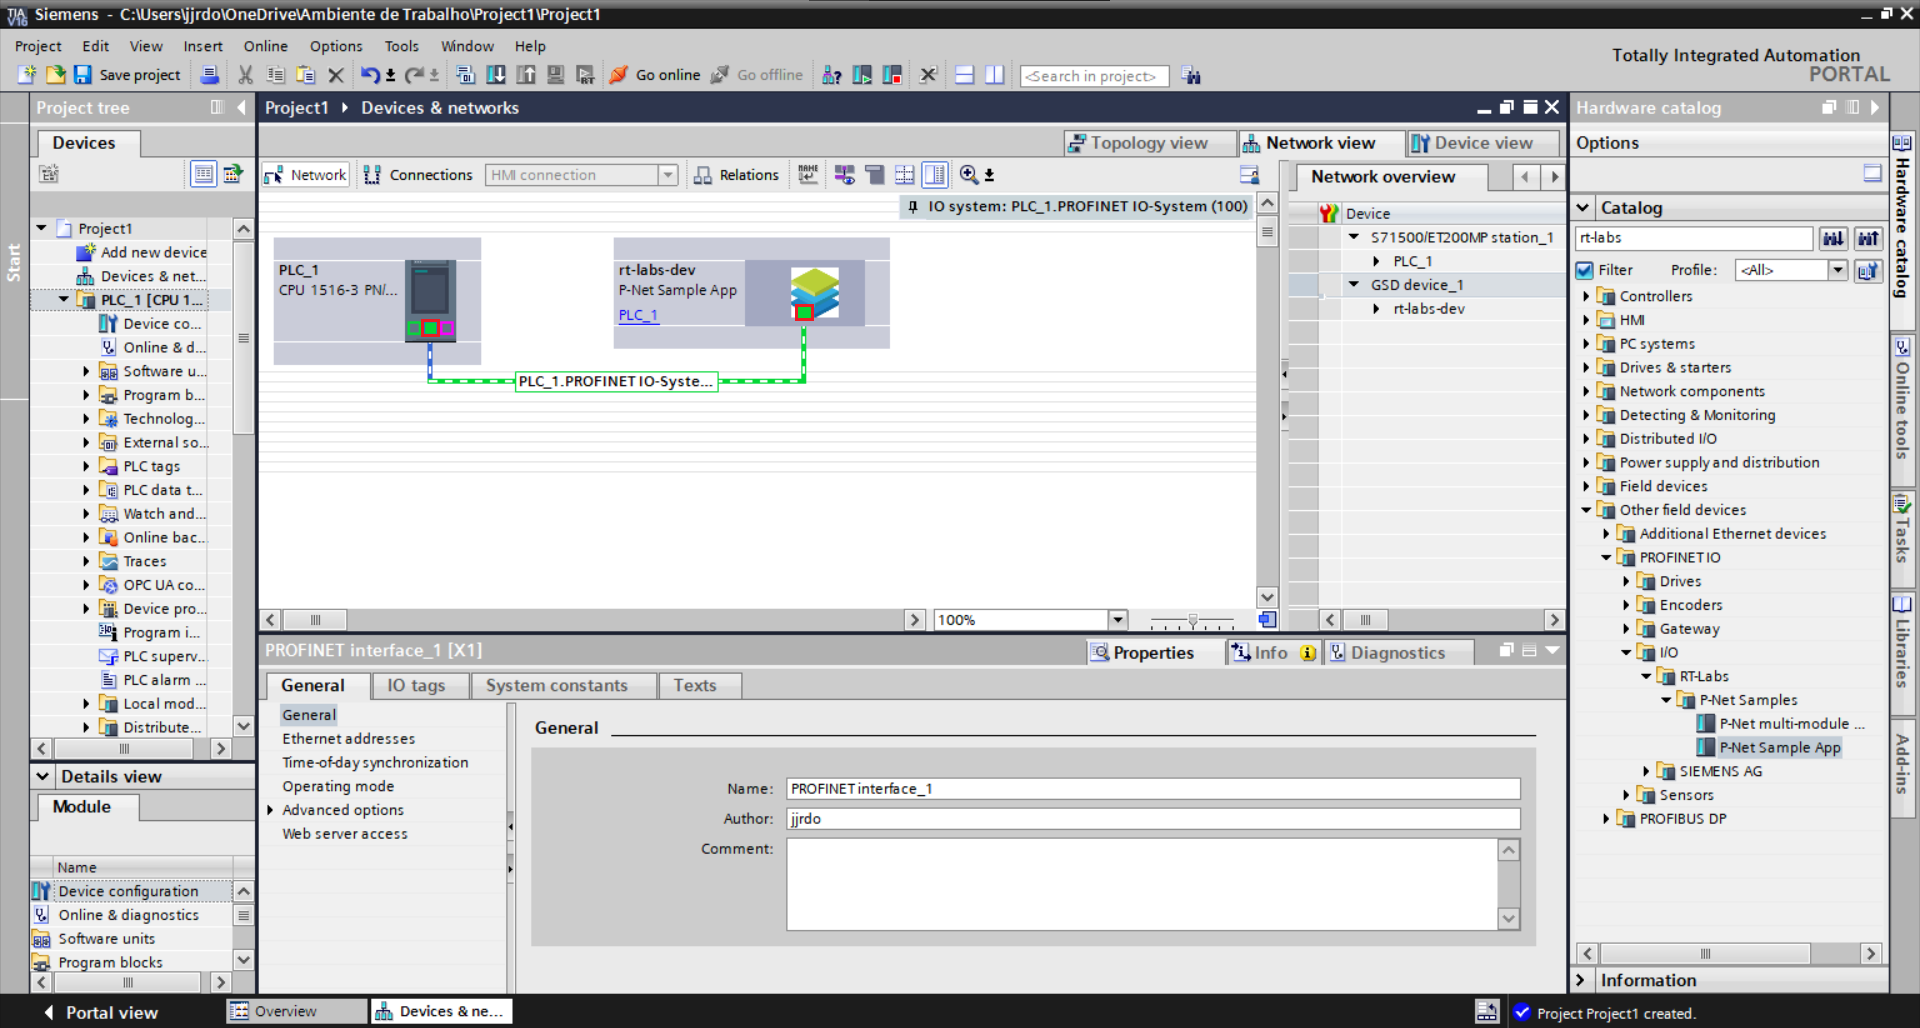 Siemens - C:\Users\jjrdo\OneDrive\Ambiente de Trabalho\Project1\Project1
Project Edit View Insert Online Options Tools Window Help
Totally Integrated Automation
PORTAL
Save project
Go online
Go offline
<Search in project>
Project tree
Project1 Devices & networks
Hardware catalog
Devices
Topology view
Network view
Device view
Options
Network
Connections
HMI connection
Relations
Network overview
Start
IO system: PLC_1.PROFINET IO-System (100)
Project1
Add new device
Devices & net...
PLC_1 [CPU 1...
Device co...
Online & d...
Software u...
Program b...
Technolog...
External so...
PLC tags
PLC data t...
Watch and...
Online bac...
Traces
OPC UA co...
Device pro...
Program i...
PLC superv...
PLC alarm ...
Local mod...
Distribute...
PLC_1
CPU 1516-3 PN/...
rt-labs-dev
P-Net Sample App
PLC_1
PLC_1.PROFINET IO-Syste...
100%
Device
S71500/ET200MP station_1
PLC_1
GSD device_1
rt-labs-dev
Catalog
rt-labs
Filter Profile: <All>
Controllers
HMI
PC systems
Drives & starters
Network components
Detecting & Monitoring
Distributed I/O
Power supply and distribution
Field devices
Other field devices
Additional Ethernet devices
PROFINET IO
Drives
Encoders
Gateway
I/O
RT-Labs
P-Net Samples
P-Net multi-module ...
P-Net Sample App
SIEMENS AG
Sensors
PROFIBUS DP
Information
Hardware catalog
Online tools
Tasks
Libraries
Add-ins
PROFINET interface_1 [X1]
Properties
Info
Diagnostics
General
IO tags
System constants
Texts
General
Ethernet addresses
Time-of-day synchronization
Operating mode
Advanced options
Web server access
General
Name: PROFINET interface_1
Author: jjrdo
Comment:
Details view
Module
Name
Device configuration
Online & diagnostics
Software units
Program blocks
Portal view
Overview
Devices & ne...
Project Project1 created.